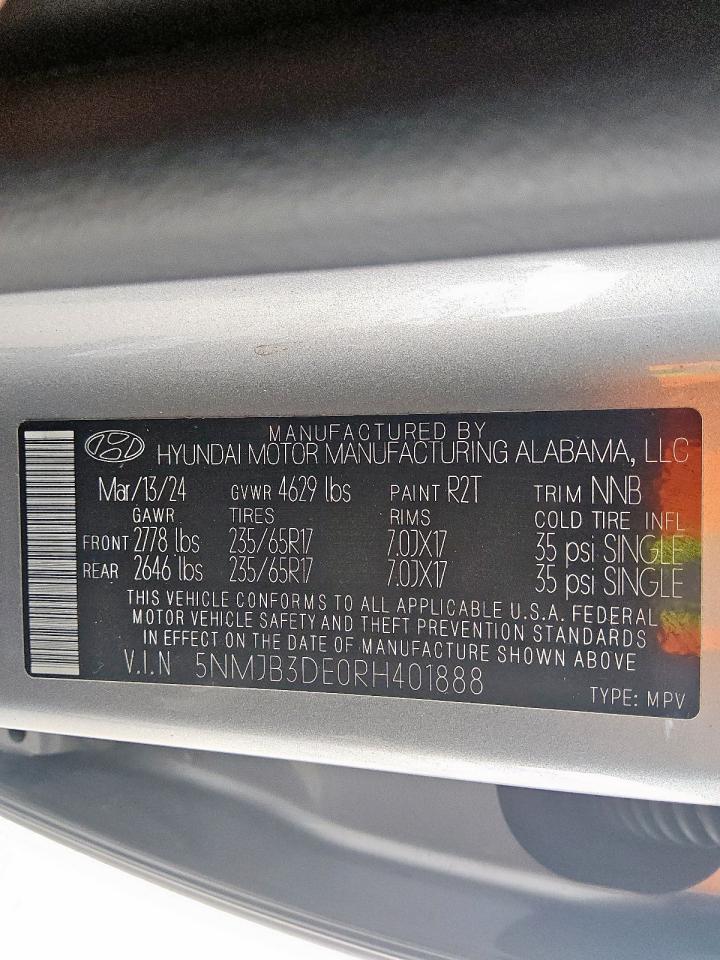 MANUFACTURED BY
HYUNDAI MOTOR MANUFACTURING ALABAMA, LLC
Mar/13/24 GVWR 4629 lbs PAINT R2T TRIM NNB
GAWR TIRES RIMS COLD TIRE INFL
FRONT 2778 lbs 235/65R17 7.0JX17 35 psi SINGLE
REAR 2646 lbs 235/65R17 7.0JX17 35 psi SINGLE
THIS VEHICLE CONFORMS TO ALL APPLICABLE U.S.A. FEDERAL
MOTOR VEHICLE SAFETY AND THEFT PREVENTION STANDARDS
IN EFFECT ON THE DATE OF MANUFACTURE SHOWN ABOVE
V.I.N 5NMJB3DE0RH401888
TYPE: MPV